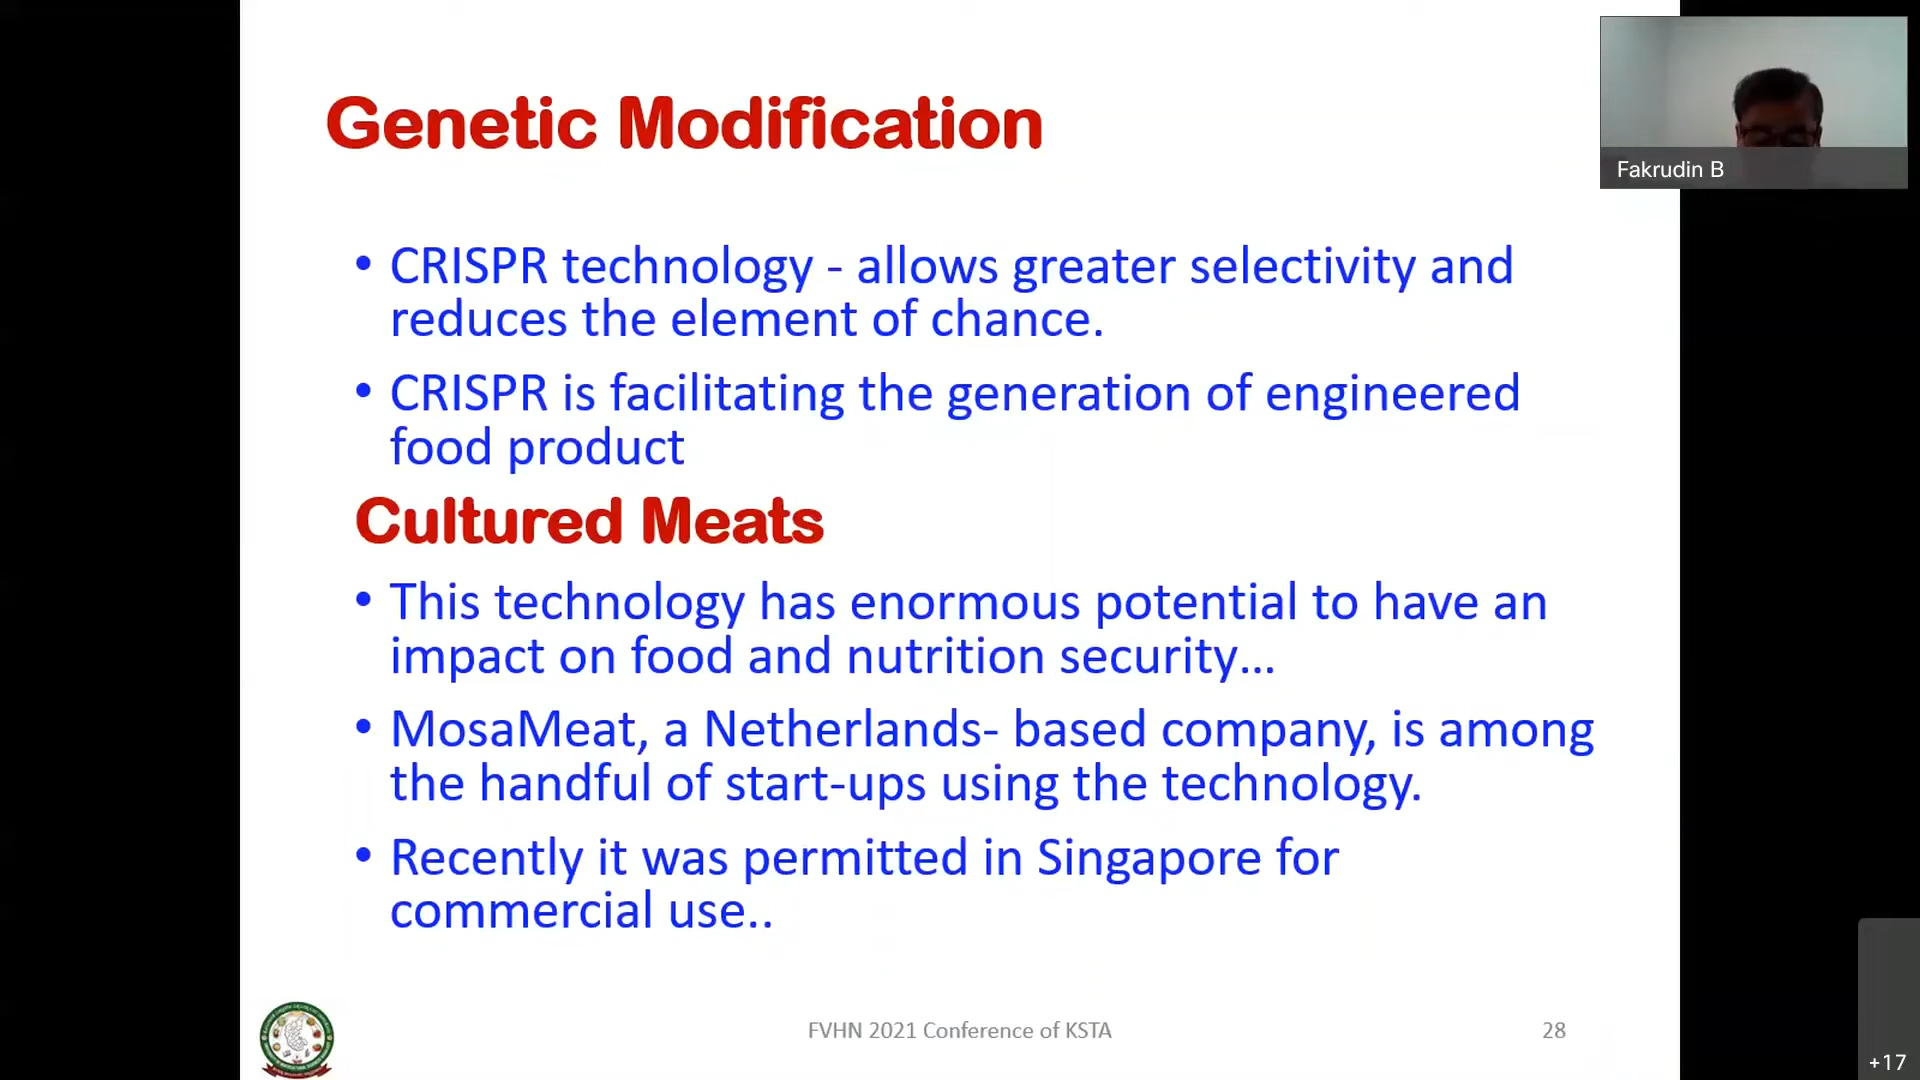 Genetic Modification
Fakrudin B
• CRISPR technology - allows greater selectivity and
reduces the element of chance.
• CRISPR is facilitating the generation of engineered
food product
Cultured Meats
• This technology has enormous potential to have an
impact on food and nutrition security...
• MosaMeat, a Netherlands- based company, is among
the handful of start-ups using the technology.
• Recently it was permitted in Singapore for
commercial use..
FVHN 2021 Conference of KSTA
28
+17